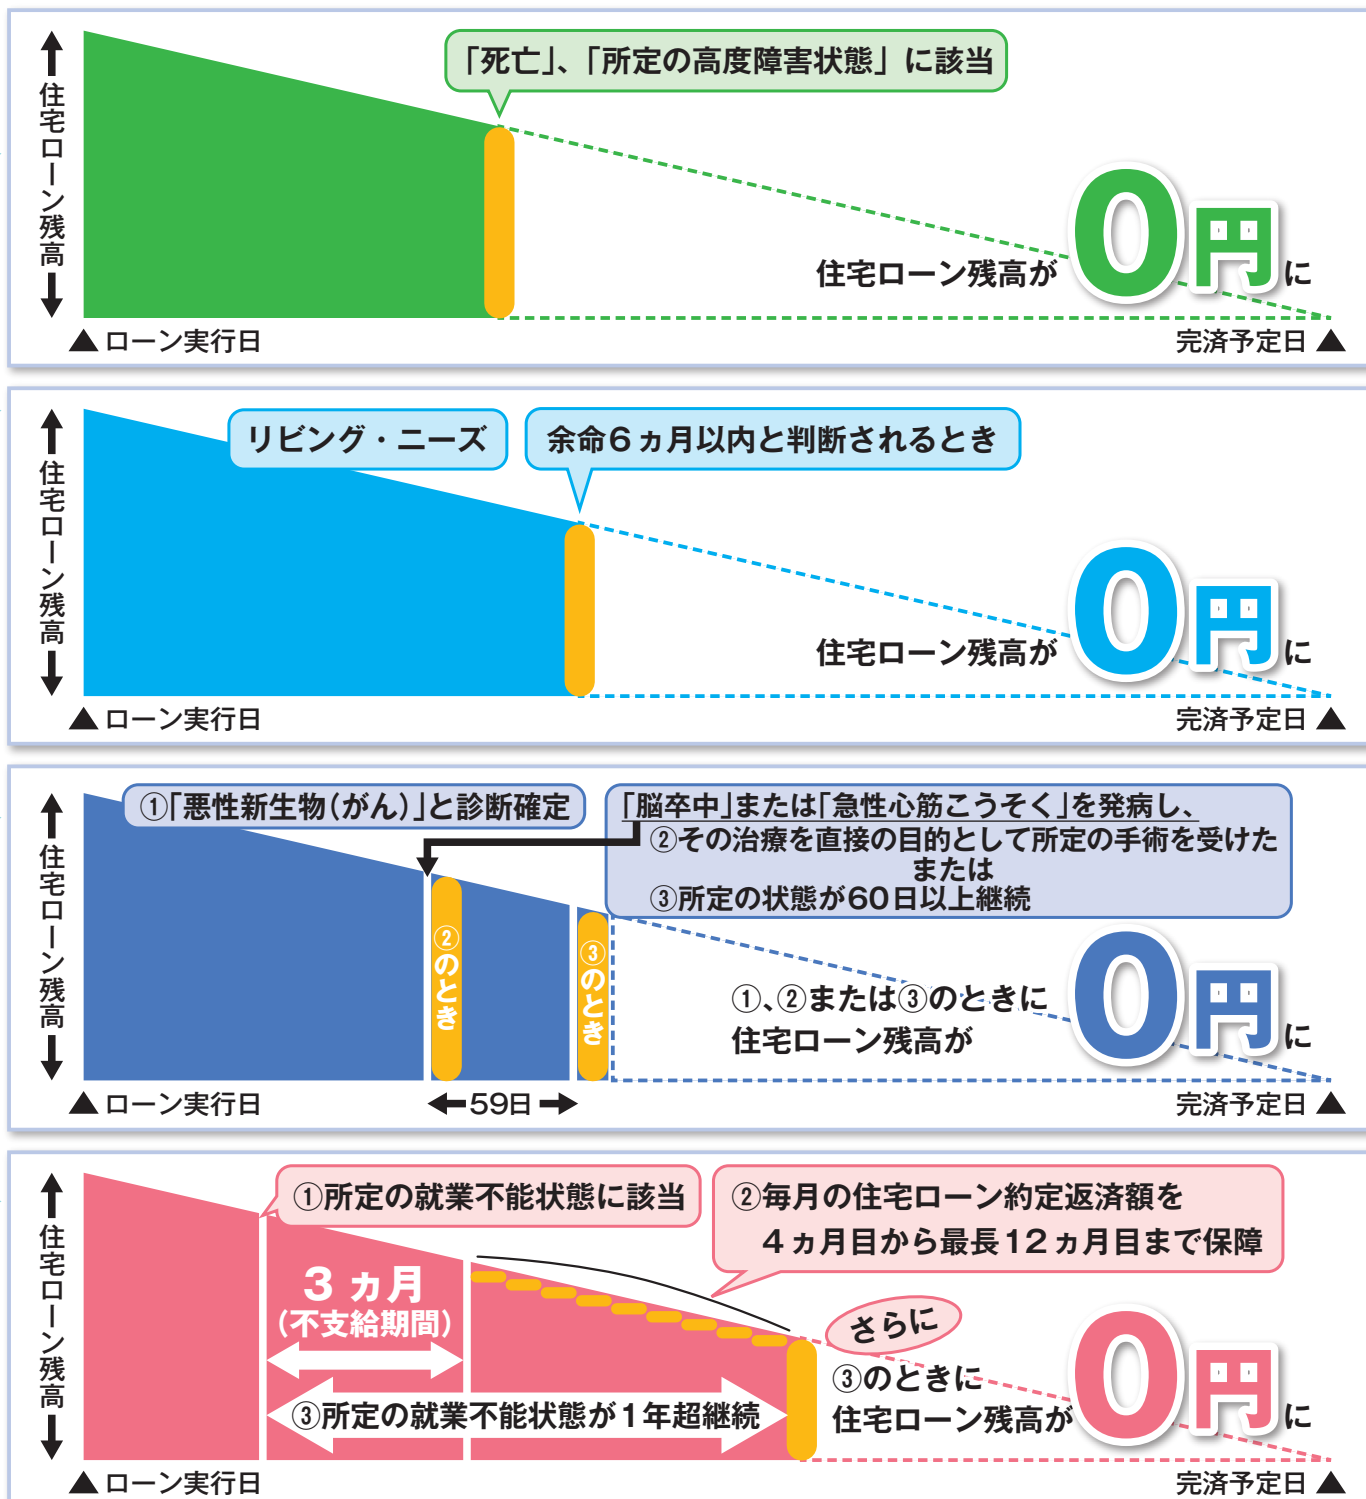 「死亡」、「所定の高度障害状態」に該当
住宅ローン残高
住宅ローン残高が
0円に
▲ ローン実行日
完済予定日 ▲
リビング・ニーズ
余命6ヵ月以内と判断されるとき
住宅ローン残高
住宅ローン残高が
0円に
▲ ローン実行日
完済予定日 ▲
①「悪性新生物(がん)」と診断確定
「脳卒中」または「急性心筋こうそく」を発病し、
②その治療を直接の目的として所定の手術を受けた
または
③所定の状態が60日以上継続
住宅ローン残高
②のとき
③のとき
①、②または③のときに
住宅ローン残高が
0円に
▲ ローン実行日
59日
完済予定日 ▲
①所定の就業不能状態に該当
②毎月の住宅ローン約定返済額を
4ヵ月目から最長12ヵ月目まで保障
住宅ローン残高
3ヵ月
(不支給期間)
さらに
③のときに
③所定の就業不能状態が1年超継続
住宅ローン残高が
0円に
▲ ローン実行日
完済予定日 ▲